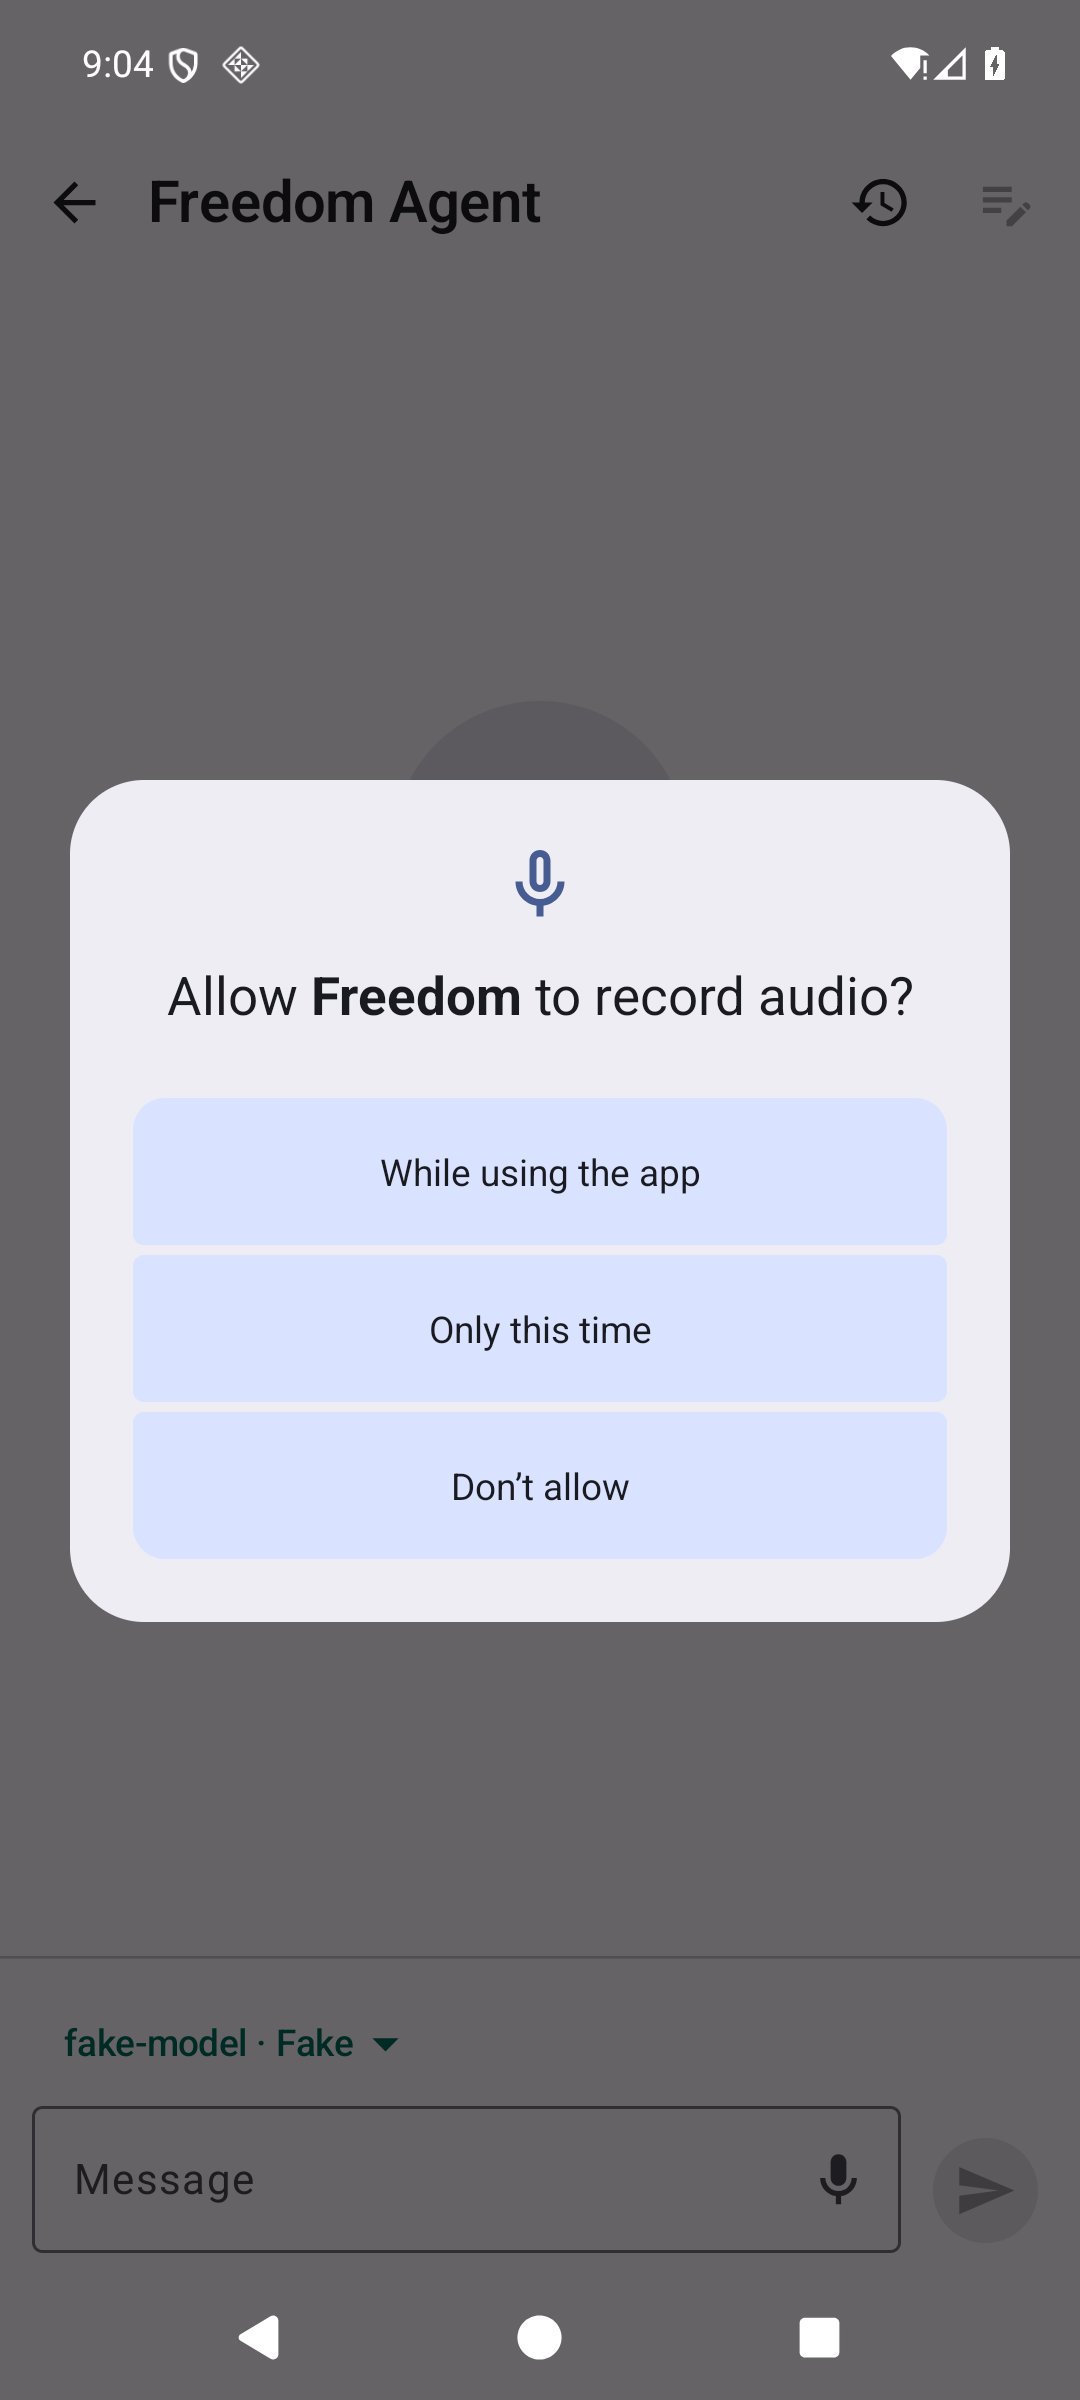 9:04
Freedom Agent
Allow Freedom to record audio?
While using the app
Only this time
Don’t allow
fake-model · Fake
Message